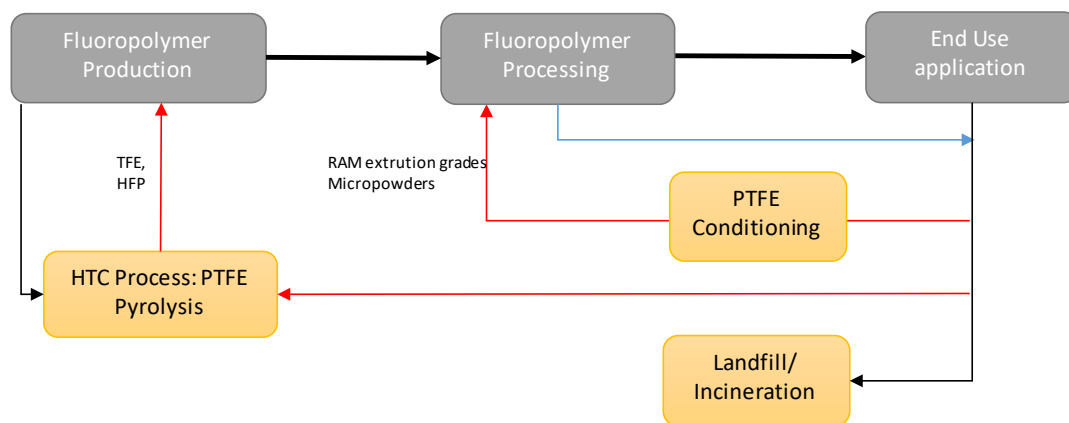 Fluoropolymer
Production
Fluoropolymer
Processing
End Use
application
TFE,
HFP
RAM extrution grades
Micropowders
PTFE
Conditioning
HTC Process: PTFE
Pyrolysis
Landfill/
Incineration